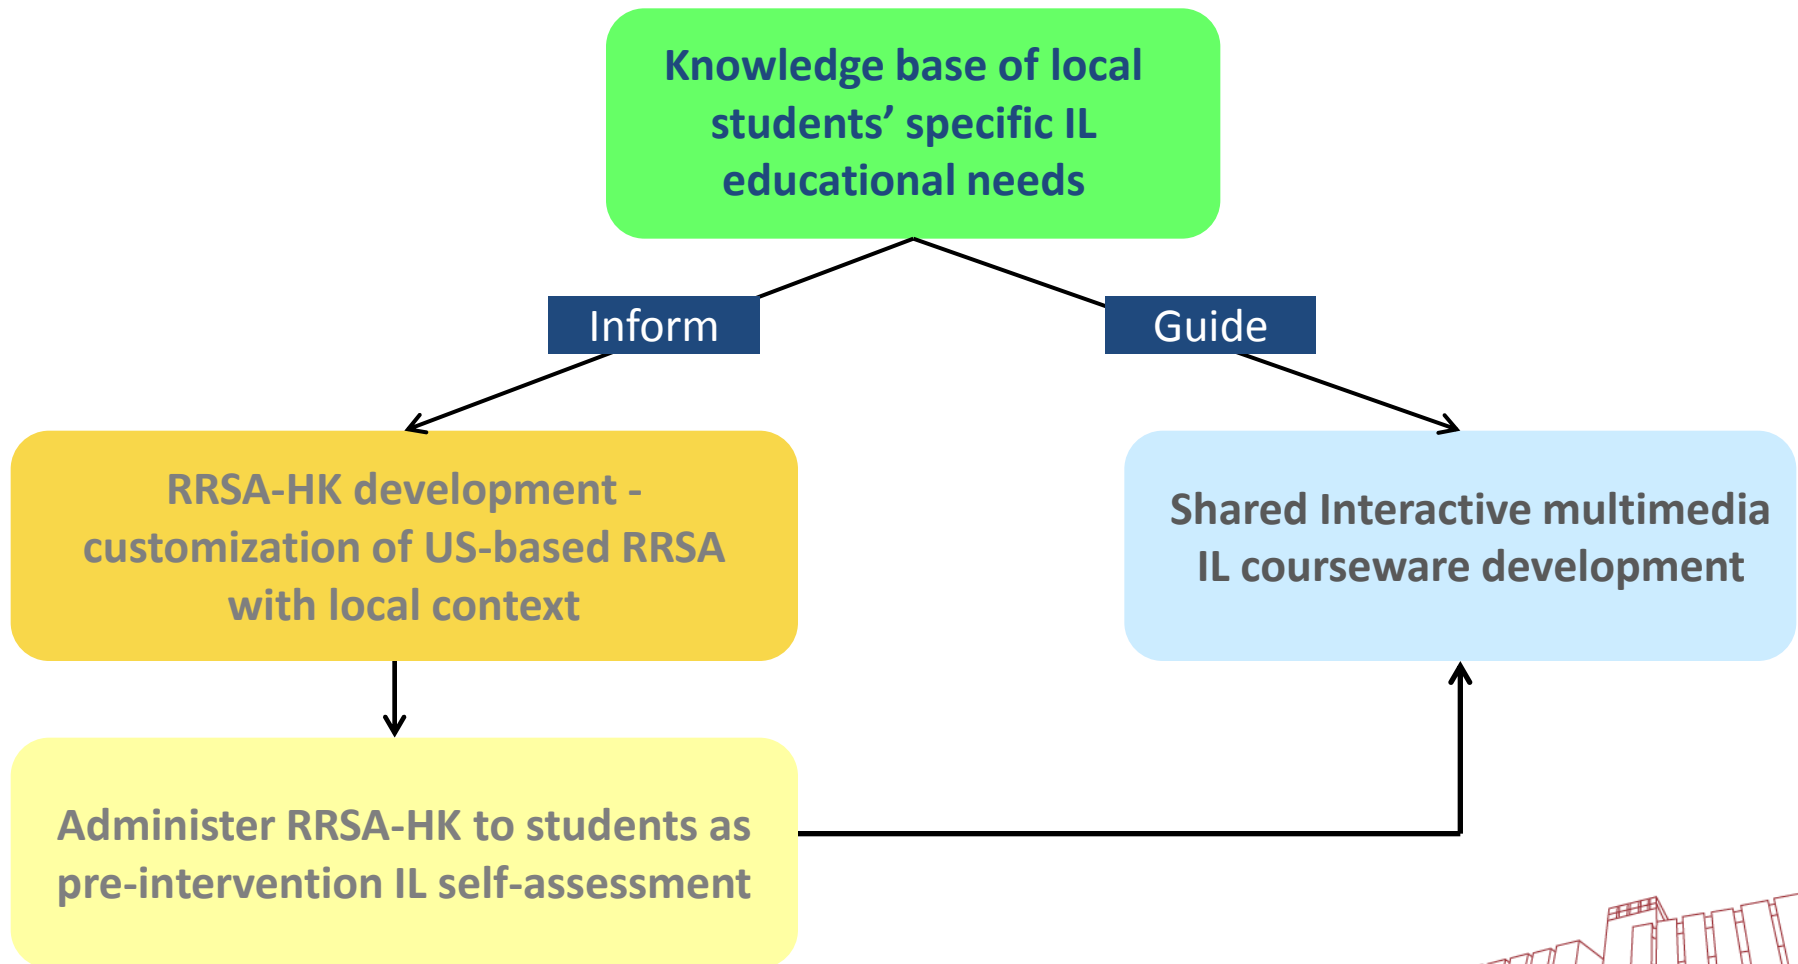 Knowledge base of local
students’ specific IL
educational needs
Inform
Guide
RRSA-HK development -
customization of US-based RRSA
with local context
Shared Interactive multimedia
IL courseware development
Administer RRSA-HK to students as
pre-intervention IL self-assessment